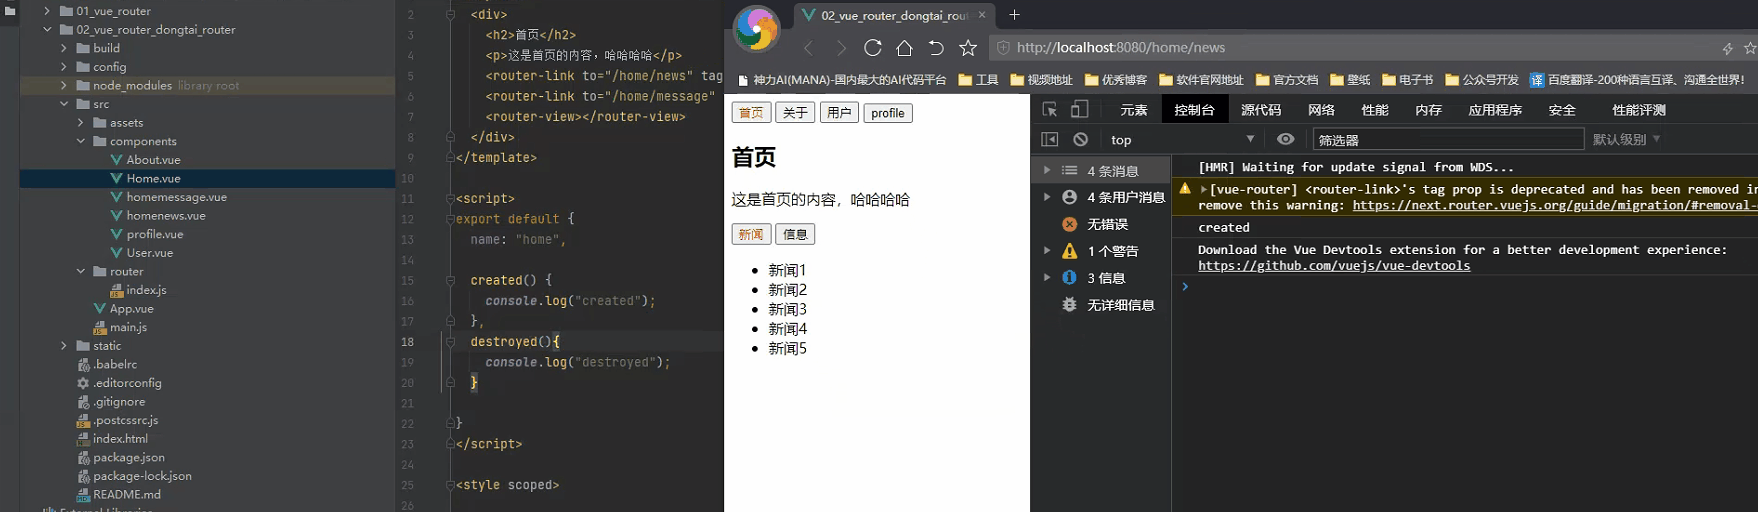 01_vue_router
02_vue_router_dongtai_router
build
config
node_modules library root
src
assets
components
About.vue
Home.vue
homemessage.vue
homenews.vue
profile.vue
User.vue
router
index.js
App.vue
main.js
static
.babelrc
.editorconfig
.gitignore
.postcssrc.js
index.html
package.json
package-lock.json
README.md
2 <div>
3 <h2>首页</h2>
4 <p>这是首页的内容，哈哈哈哈</p>
5 <router-link to="/home/news" tag
6 <router-link to="/home/message"
7 <router-view></router-view>
8 </div>
9 </template>
10
11 <script>
12 export default {
13 name: "home",
14
15 created() {
16 console.log("created");
17 },
18 destroyed(){
19 console.log("destroyed");
20 }
21
22 }
23 </script>
24
25 <style scoped>
26
02_vue_router_dongtai_rout
http://localhost:8080/home/news
神力AI(MANA)-国内最大的AI代码平台 工具 视频地址 优秀博客 软件官网地址 官方文档 壁纸 电子书 公众号开发 译 百度翻译-200种语言互译、沟通全世界!
首页 关于 用户 profile
首页
这是首页的内容，哈哈哈哈
新闻 信息
新闻1
新闻2
新闻3
新闻4
新闻5
元素 控制台 源代码 网络 性能 内存 应用程序 安全 性能评测
top 筛选器 默认级别
4 条消息
4 条用户消息
无错误
1 个警告
3 信息
无详细信息
[HMR] Waiting for update signal from WDS...
[vue-router] <router-link>'s tag prop is deprecated and has been removed in
remove this warning: https://next.router.vuejs.org/guide/migration/#removal-
created
Download the Vue Devtools extension for a better development experience:
https://github.com/vuejs/vue-devtools